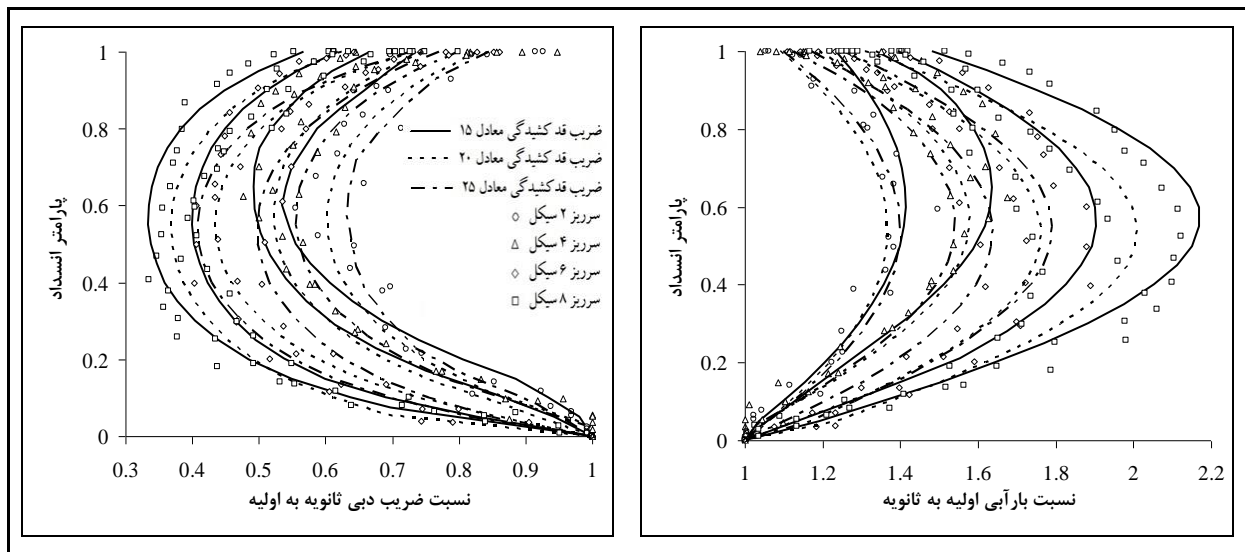 1
0.8
0.6
0.4
0.2
0
0.3 0.4 0.5 0.6 0.7 0.8 0.9 1
پارامتر انسداد
نسبت ضریب دبی ثانویه به اولیه
ضریب قد کشیدگی معادل ۱۵
ضریب قد کشیدگی معادل ۲۰
ضریب قد کشیدگی معادل ۲۵
سرریز ۲ سیکل
سرریز ۴ سیکل
سرریز ۶ سیکل
سرریز ۸ سیکل
1
0.8
0.6
0.4
0.2
0
1 1.2 1.4 1.6 1.8 2 2.2
پارامتر انسداد
نسبت بارآبی اولیه به ثانویه